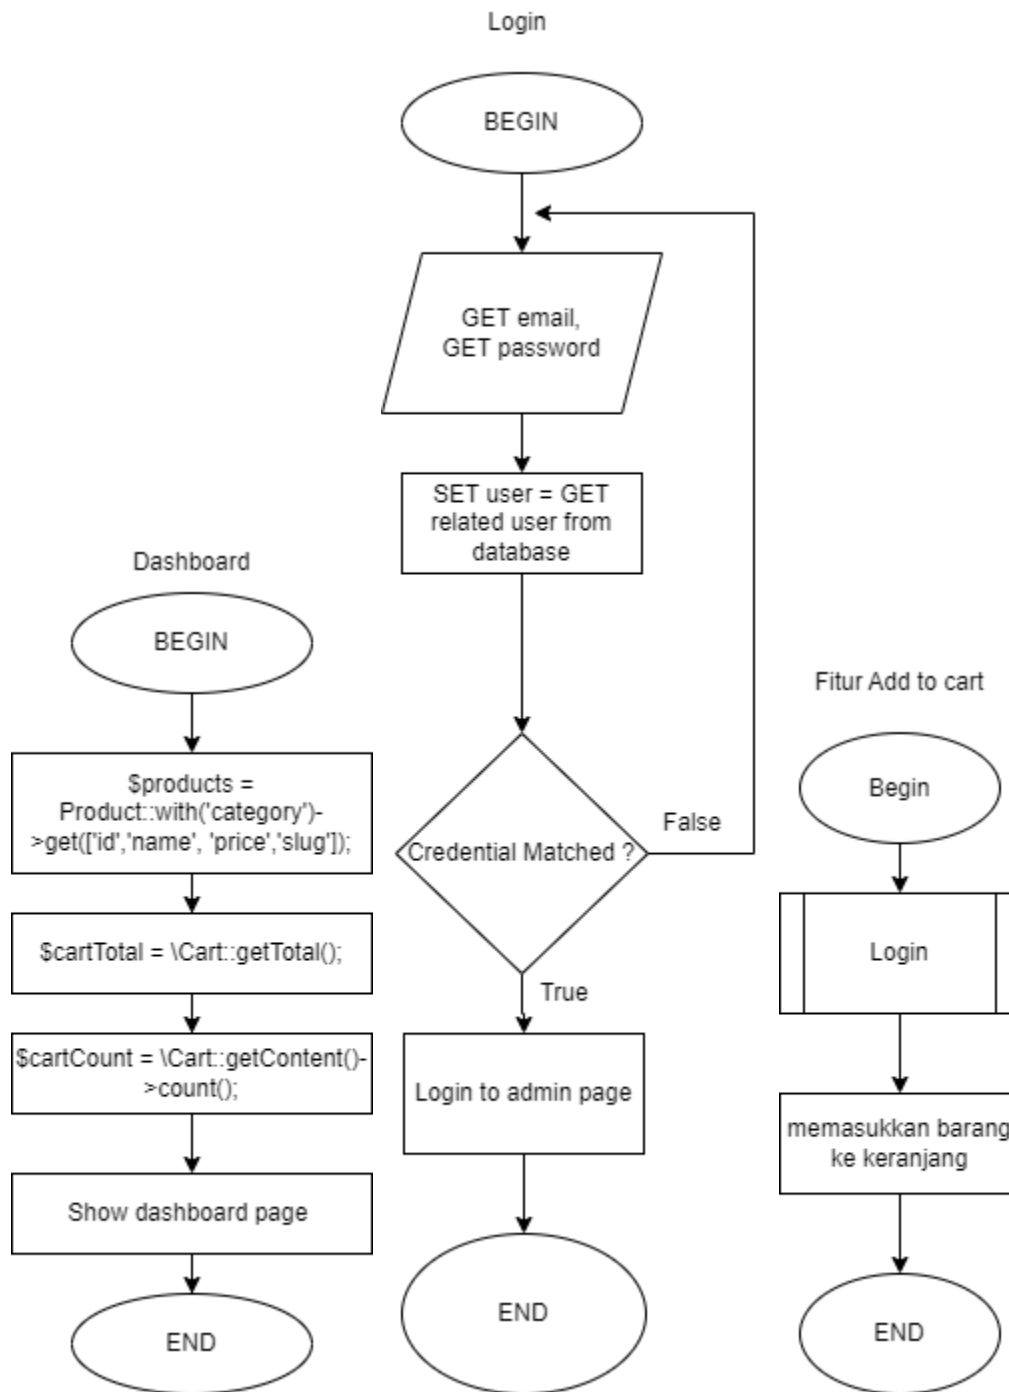 Login
BEGIN
GET email,
GET password
SET user = GET
related user from
database
Credential Matched ?
False
True
Login to admin page
END
Dashboard
BEGIN
$products =
Product::with('category')-
>get(['id','name', 'price','slug']);
$cartTotal = \Cart::getTotal();
$cartCount = \Cart::getContent()-
>count();
Show dashboard page
END
Fitur Add to cart
Begin
Login
memasukkan barang
ke keranjang
END